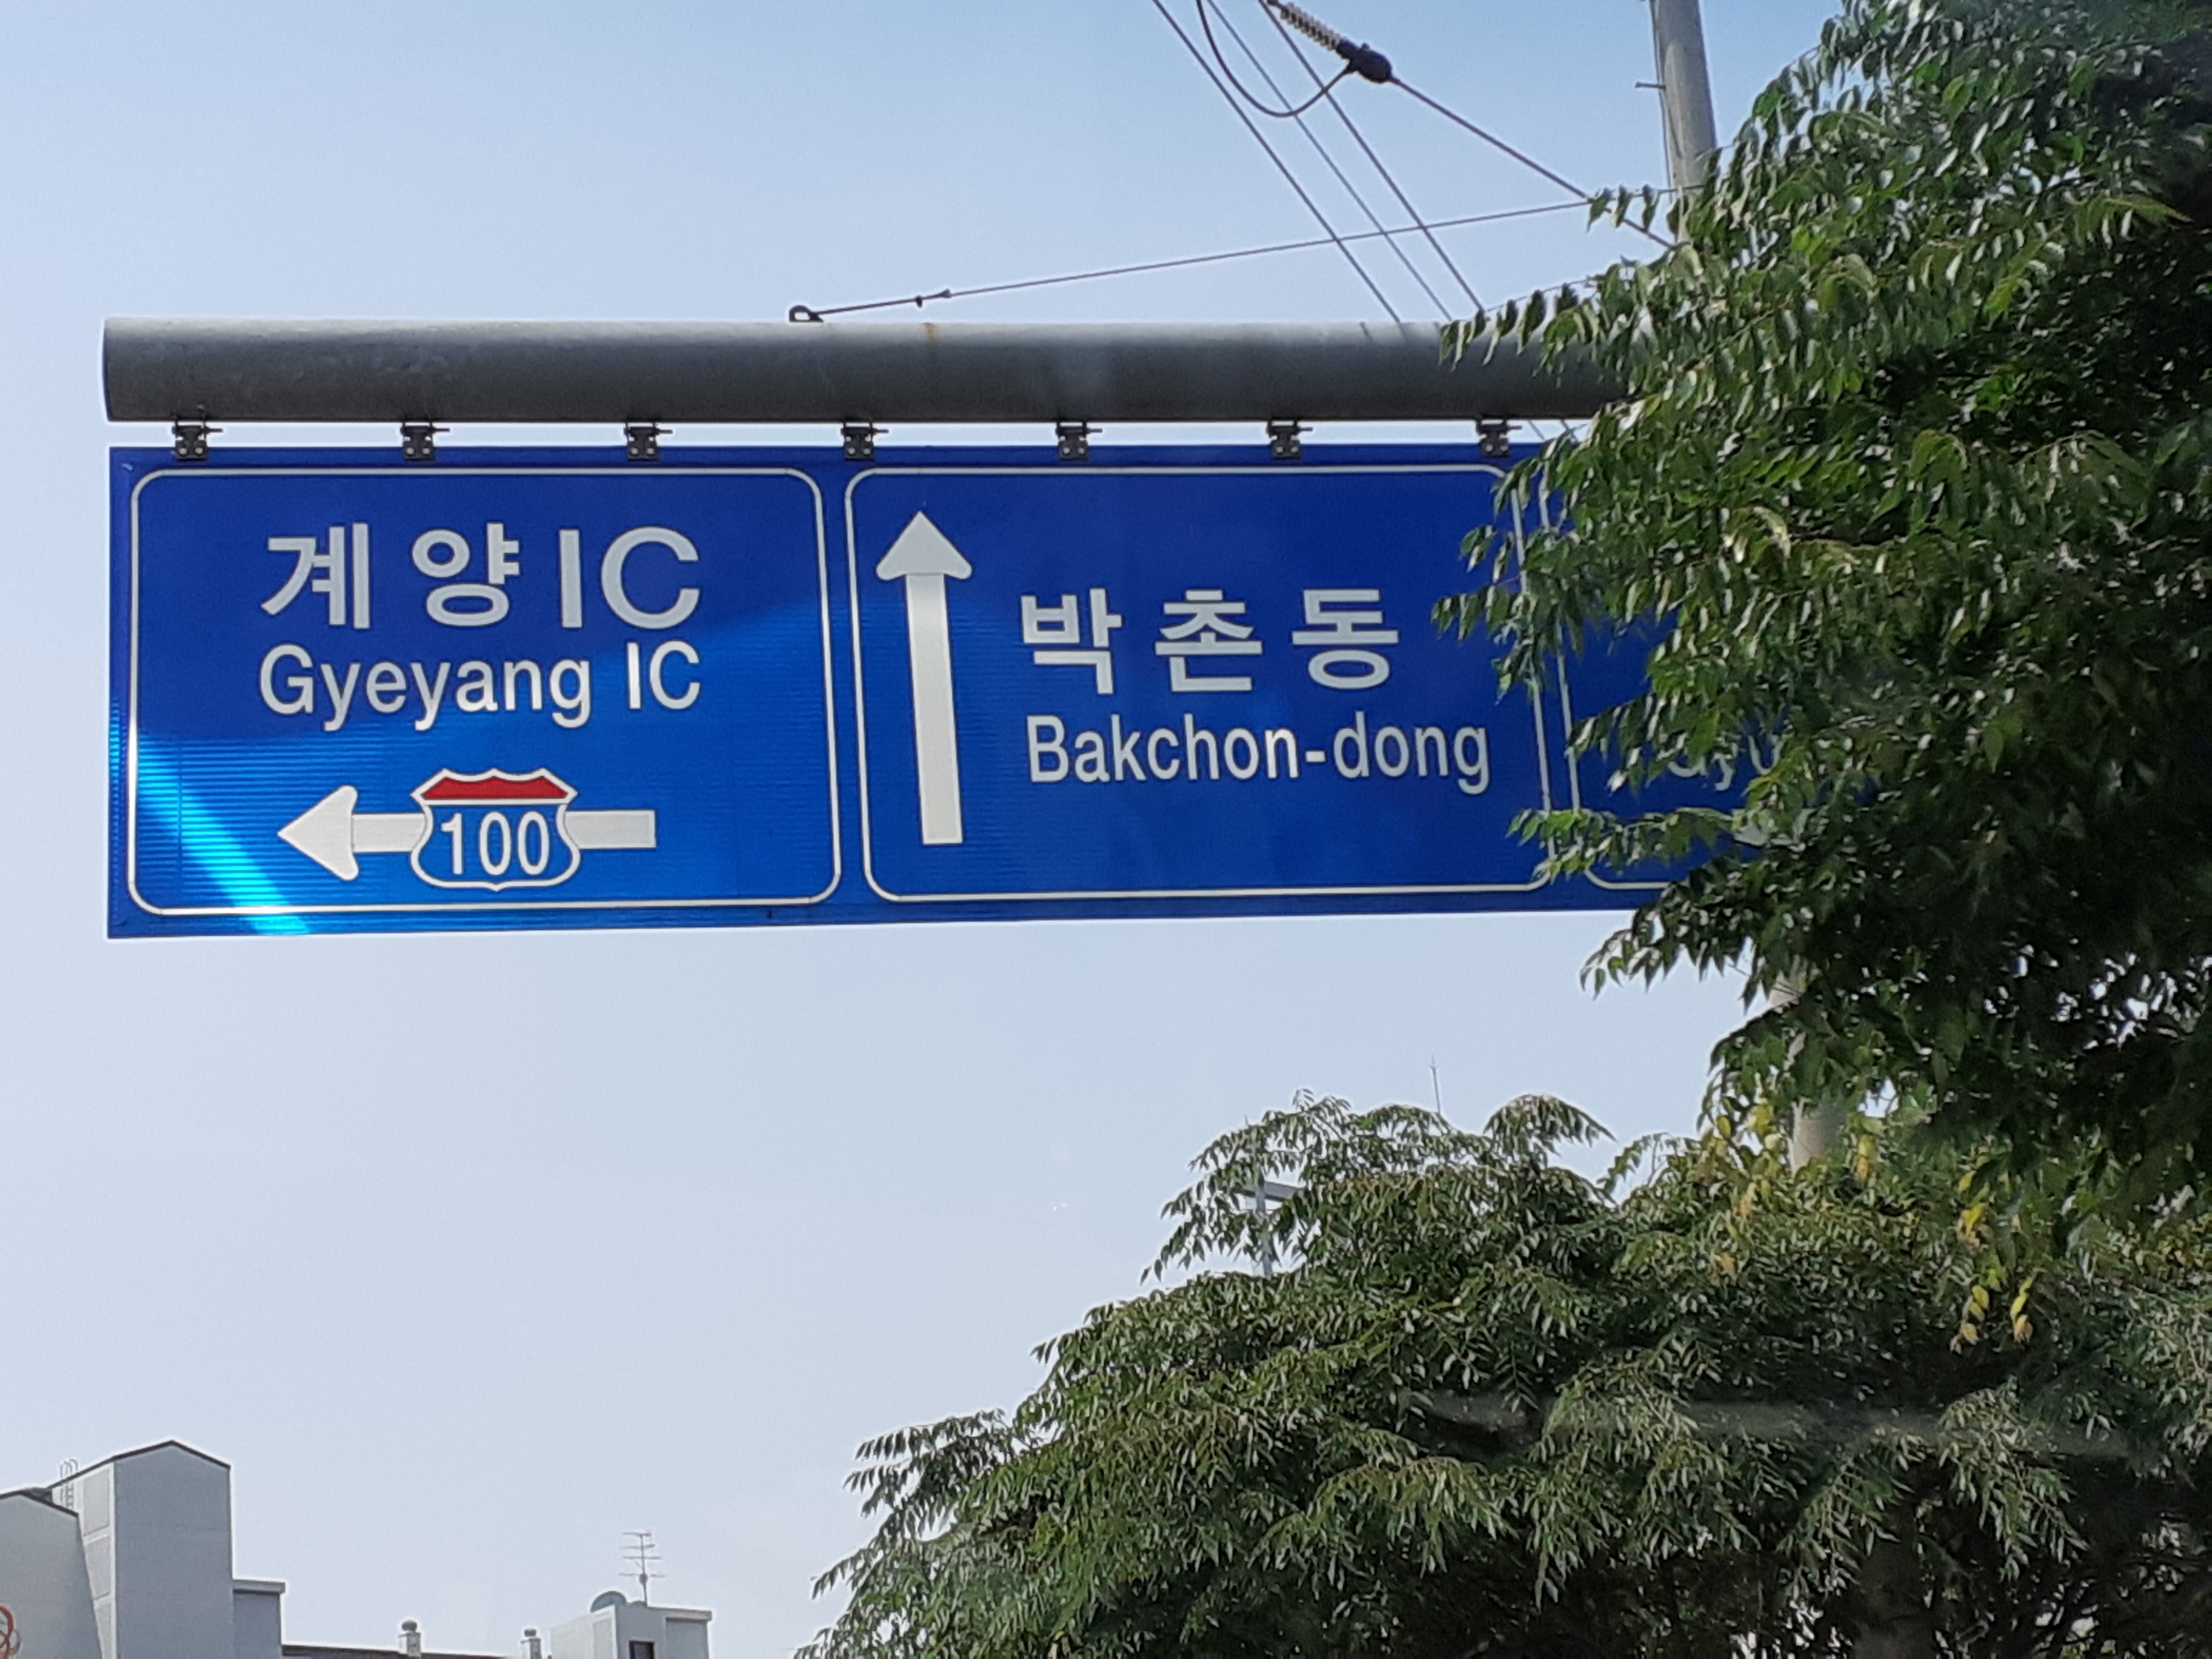 계양IC
Gyeyang IC
100
박촌동
Bakchon-dong